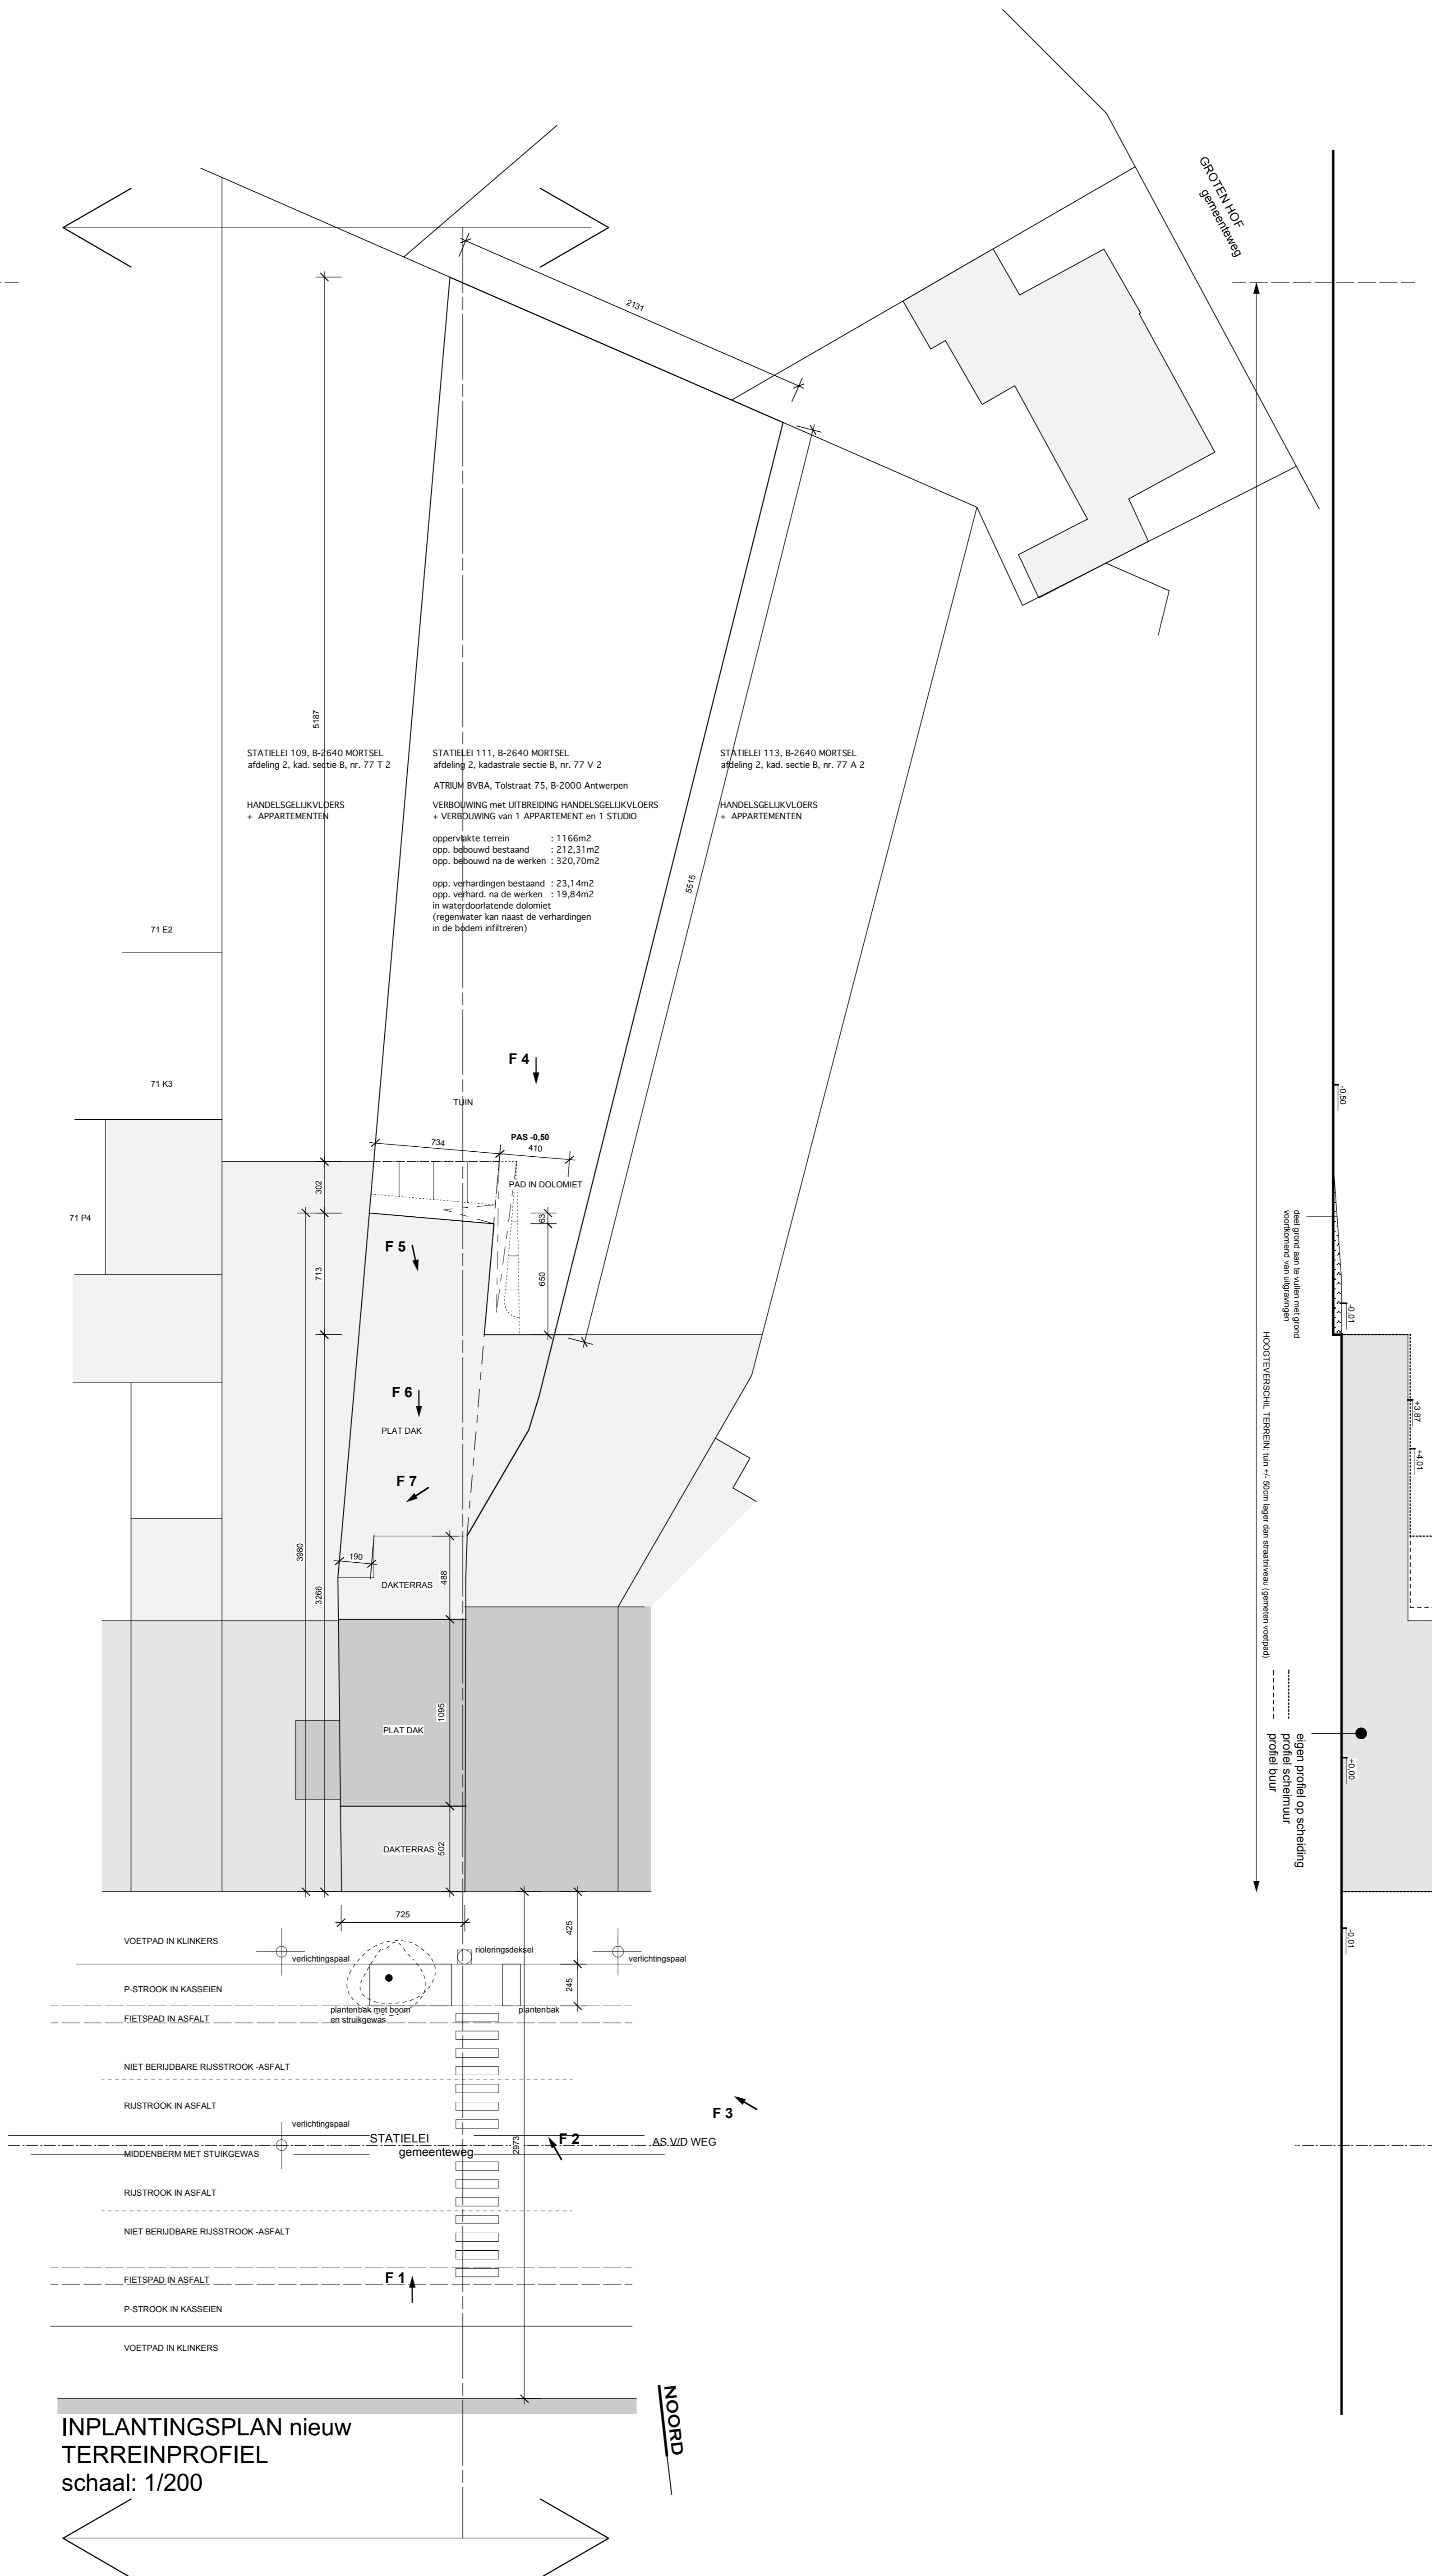 GROTEN HOF
gemeenteweg
2131
5187
STATIELEI 109, B-2640 MORTSEL
afdeling 2, kad. sectie B, nr. 77 T 2
HANDELSGELIJKVLOERS
+ APPARTEMENTEN
STATIELEI 111, B-2640 MORTSEL
afdeling 2, kadastrale sectie B, nr. 77 V 2
ATRIUM BVBA, Tolstraat 75, B-2000 Antwerpen
VERBOUWING met UITBREIDING HANDELSGELIJKVLOERS
+ VERBOUWING van 1 APPARTEMENT en 1 STUDIO
oppervlakte terrein : 1166m2
opp. bebouwd bestaand : 212,31m2
opp. bebouwd na de werken : 320,70m2
opp. verhardingen bestaand : 23,14m2
opp. verhard. na de werken : 19,84m2
in waterdoorlatende dolomiet
(regenwater kan naast de verhardingen
in de bodem infiltreren)
STATIELEI 113, B-2640 MORTSEL
afdeling 2, kad. sectie B, nr. 77 A 2
HANDELSGELIJKVLOERS
+ APPARTEMENTEN
5515
71 E2
71 K3
71 P4
F 4
TUIN
734
PAS -0,50
410
PAD IN DOLOMIET
302
63
F 5
713
650
F 6
PLAT DAK
F 7
3980
3266
190
DAKTERRAS
488
PLAT DAK
1095
DAKTERRAS
502
725
425
245
VOETPAD IN KLINKERS
verlichtingspaal
rioleringsdeksel
verlichtingspaal
P-STROOK IN KASSEIEN
plantenbak met boom
en struikgewas
plantenbak
FIETSPAD IN ASFALT
NIET BERIJDBARE RIJSSTROOK -ASFALT
RIJSTROOK IN ASFALT
F 3
verlichtingspaal
STATIELEI
gemeenteweg
2973
F 2
AS V/D WEG
MIDDENBERM MET STUIKGEWAS
RIJSTROOK IN ASFALT
NIET BERIJDBARE RIJSSTROOK -ASFALT
FIETSPAD IN ASFALT
F 1
P-STROOK IN KASSEIEN
VOETPAD IN KLINKERS
NOORD
INPLANTINGSPLAN nieuw
TERREINPROFIEL
schaal: 1/200
-0,50
deel grond aan te vullen met grond
voortkomend van uitgravingen
-0,01
+3,87
+4,01
HOOGTEVERSCHIL TERREIN: tuin +/- 50cm lager dan straatniveau (gemeten voetpad)
eigen profiel op scheiding
profiel scheimuur
profiel buur
+0,00
-0,01